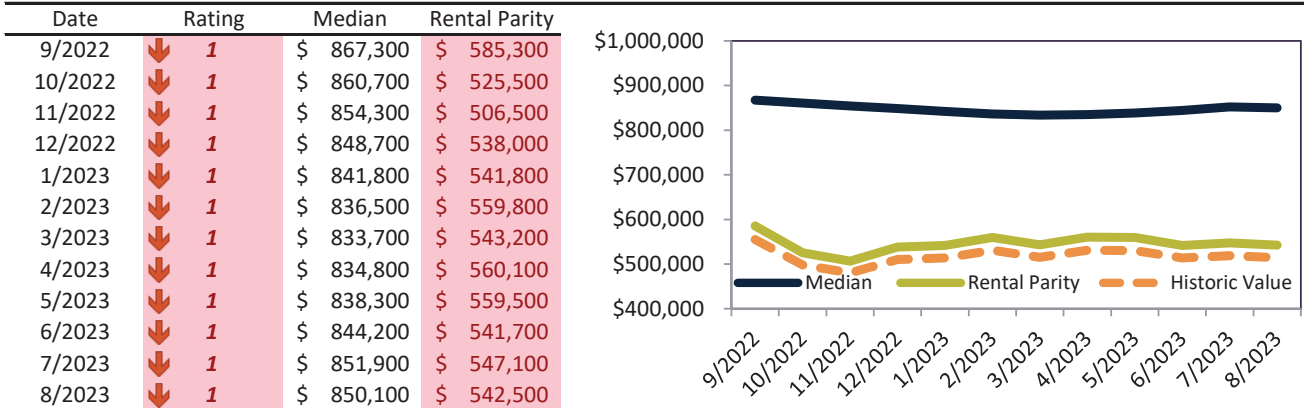 Date Rating Median Rental Parity
9/2022 1 $ 867,300 $ 585,300
10/2022 1 $ 860,700 $ 525,500
11/2022 1 $ 854,300 $ 506,500
12/2022 1 $ 848,700 $ 538,000
1/2023 1 $ 841,800 $ 541,800
2/2023 1 $ 836,500 $ 559,800
3/2023 1 $ 833,700 $ 543,200
4/2023 1 $ 834,800 $ 560,100
5/2023 1 $ 838,300 $ 559,500
6/2023 1 $ 844,200 $ 541,700
7/2023 1 $ 851,900 $ 547,100
8/2023 1 $ 850,100 $ 542,500
$1,000,000
$900,000
$800,000
$700,000
$600,000
$500,000
$400,000
Median Rental Parity Historic Value
9/2022 10/2022 11/2022 12/2022 1/2023 2/2023 3/2023 4/2023 5/2023 6/2023 7/2023 8/2023